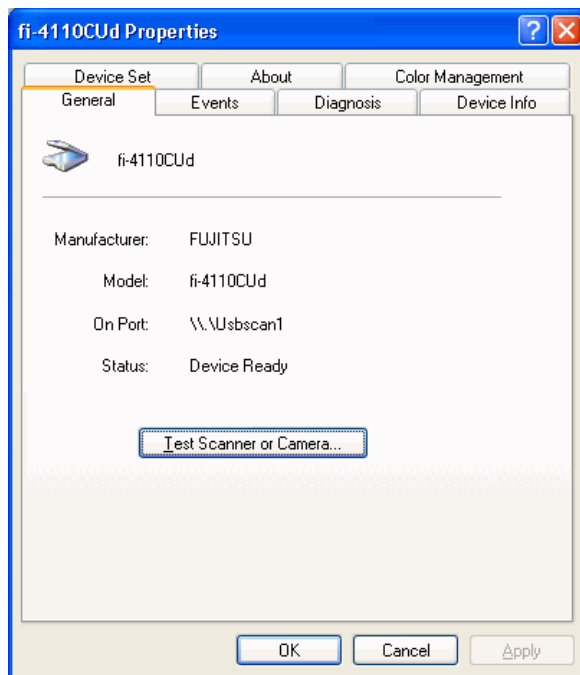 fi-4110CUd Properties
Device Set About Color Management
General Events Diagnosis Device Info
fi-4110CUd
Manufacturer: FUJITSU
Model: fi-4110CUd
On Port: \\.\Usbscan1
Status: Device Ready
Test Scanner or Camera...
OK Cancel Apply